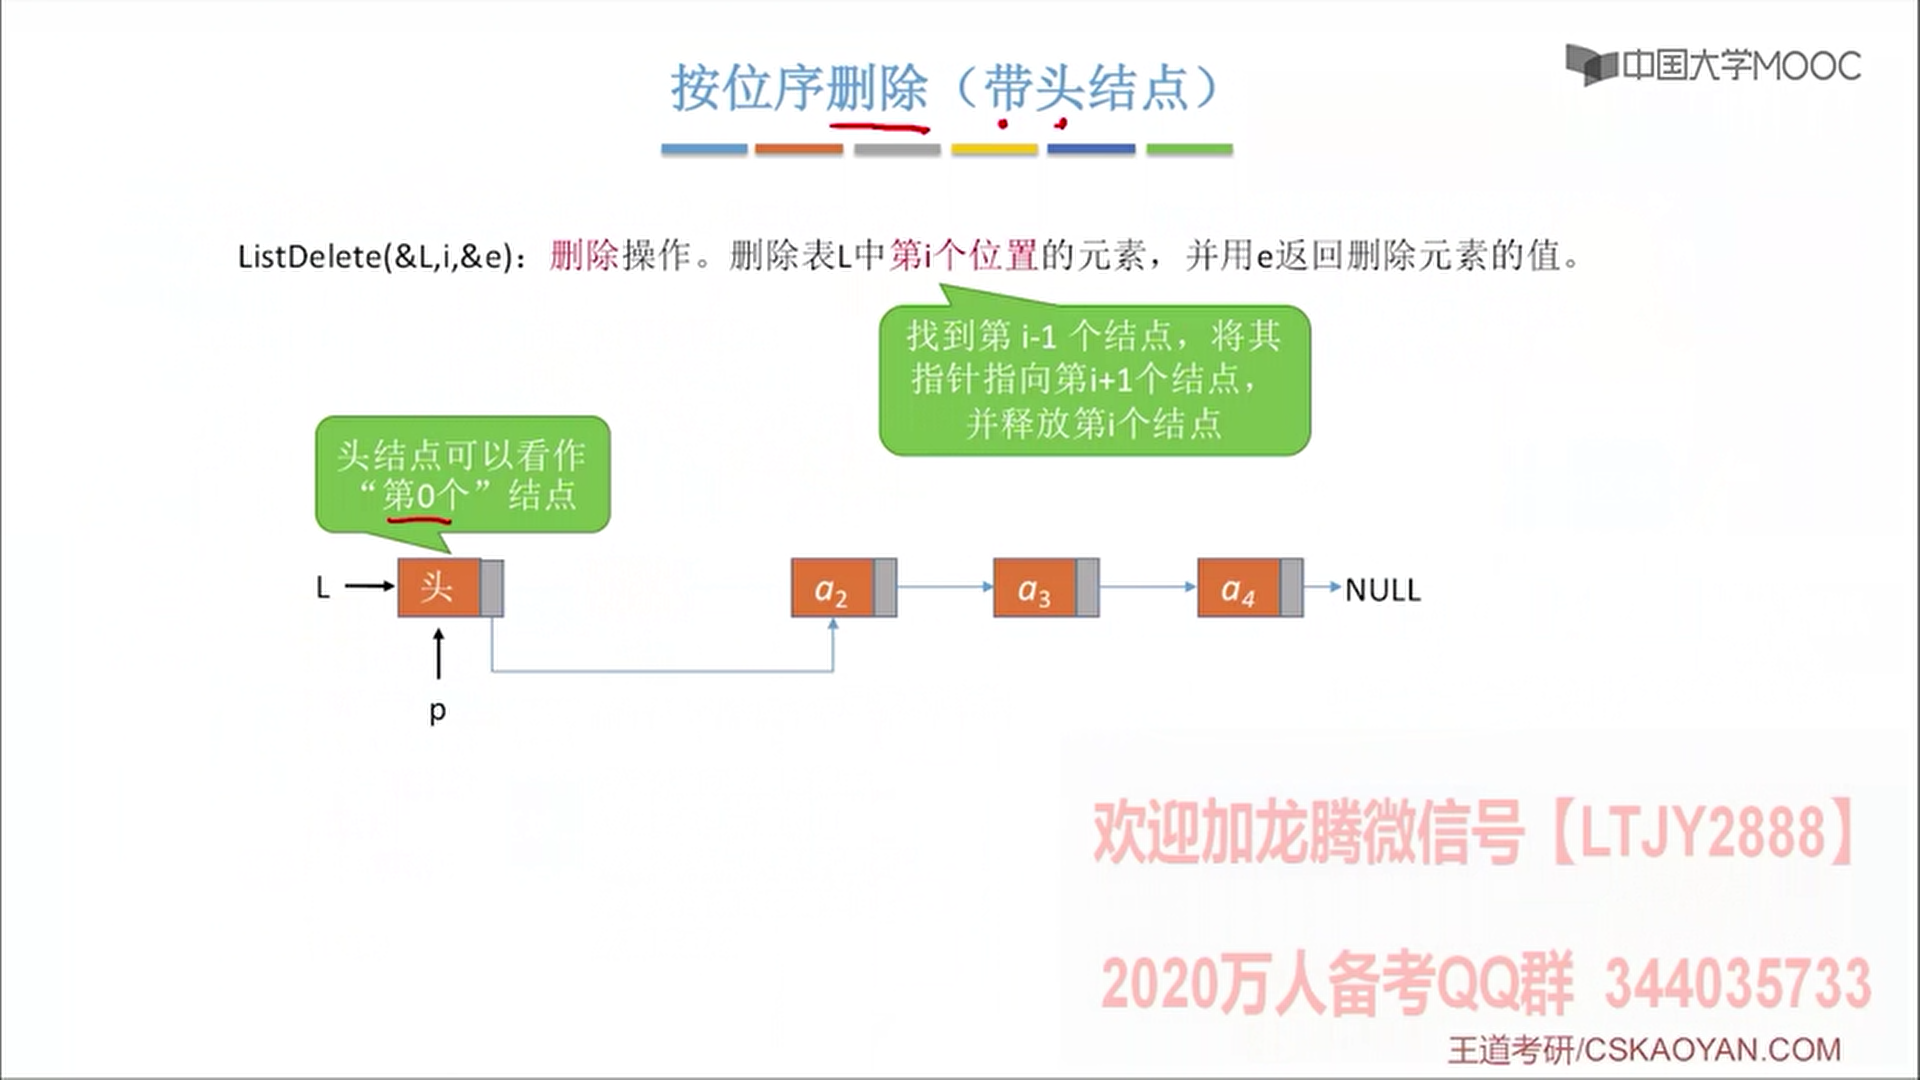 中国大学MOOC
按位序删除（带头结点）
ListDelete(&L,i,&e)：删除操作。删除表L中第i个位置的元素，并用e返回删除元素的值。
找到第 i-1 个结点，将其
指针指向第i+1个结点，
并释放第i个结点
头结点可以看作
“第0个”结点
L 头 a2 a3 a4 NULL
p
欢迎加龙腾微信号【LTJY2888】
2020万人备考QQ群 344035733
王道考研/CSKAOYAN.COM